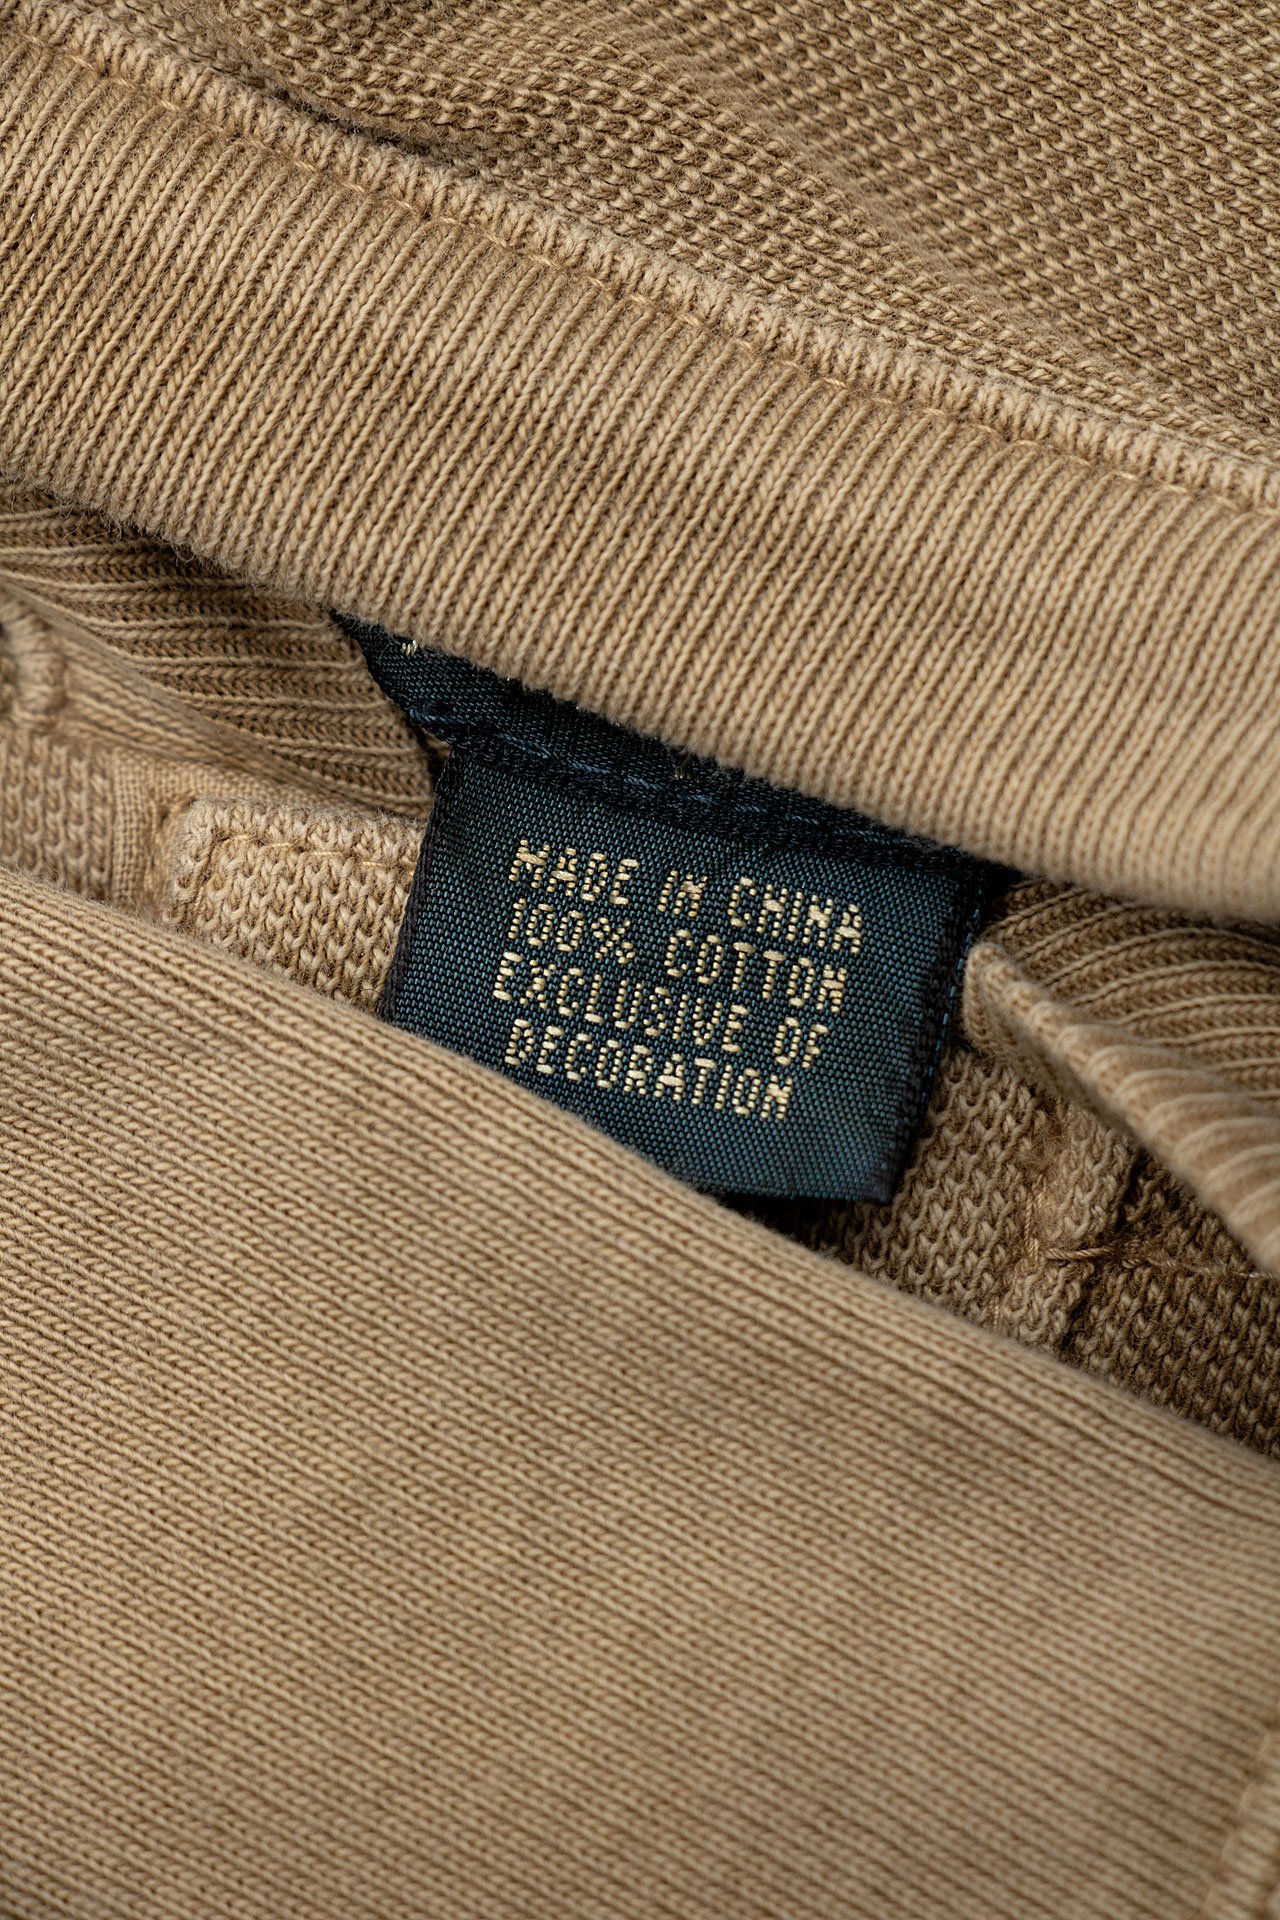 MADE IN CHINA
100% COTTON
EXCLUSIVE OF
DECORATION